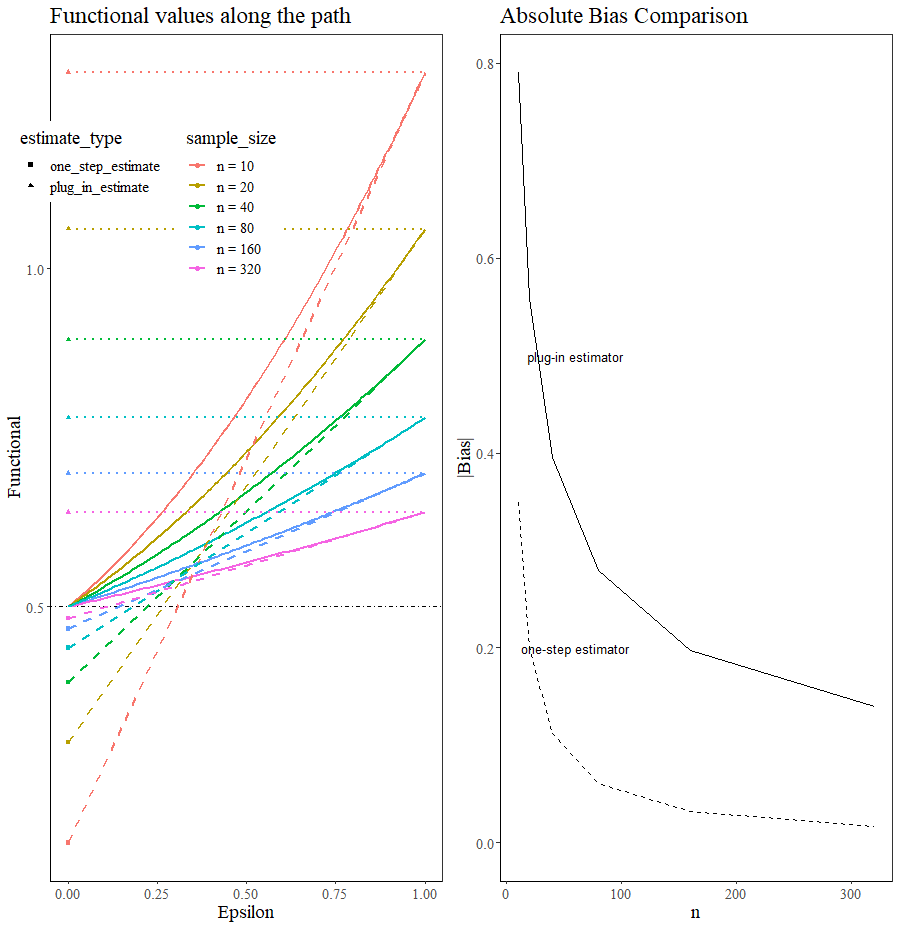 Functional values along the path
estimate_type
one_step_estimate
plug_in_estimate
sample_size
n = 10
n = 20
n = 40
n = 80
n = 160
n = 320
1.0
0.5
Functional
0.00
0.25
0.50
0.75
1.00
Epsilon
Absolute Bias Comparison
0.8
0.6
0.4
0.2
0.0
|Bias|
plug-in estimator
one-step estimator
0
100
200
300
n